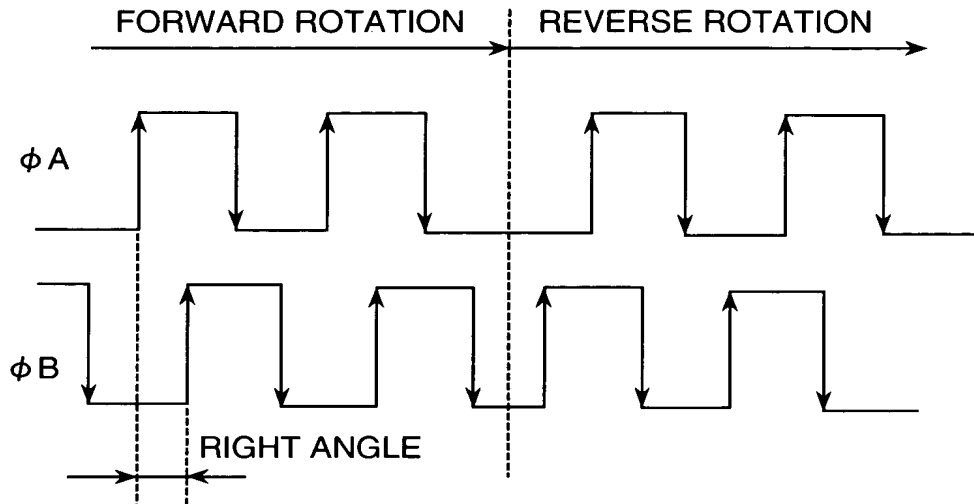 FORWARD ROTATION REVERSE ROTATION
φA
φB
RIGHT ANGLE